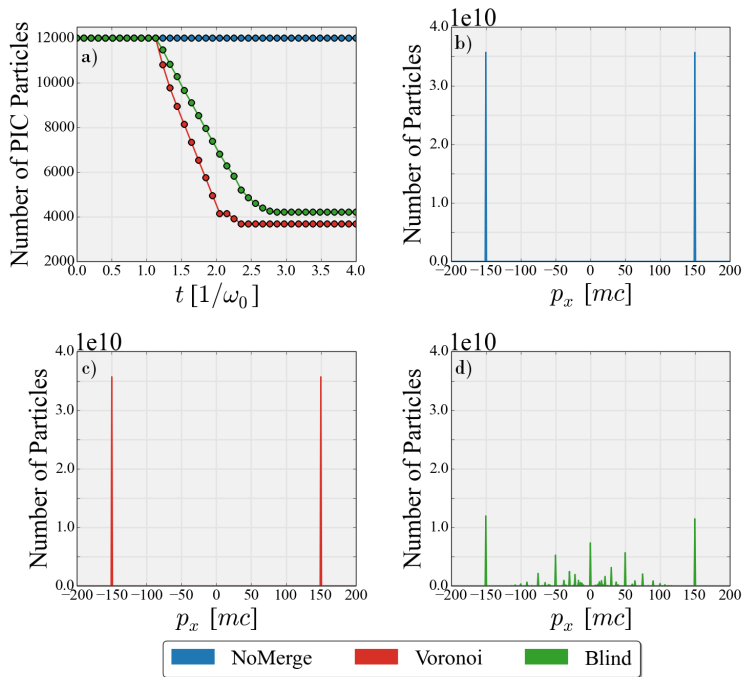 a)
Number of PIC Particles
12000
10000
8000
6000
4000
2000
0.0 0.5 1.0 1.5 2.0 2.5 3.0 3.5 4.0
t [1/ω₀]
1e10
b)
Number of Particles
4.0
3.0
2.0
1.0
0.0
−200 −150 −100 −50 0 50 100 150 200
pₓ [mc]
1e10
c)
Number of Particles
4.0
3.0
2.0
1.0
0.0
−200 −150 −100 −50 0 50 100 150 200
pₓ [mc]
1e10
d)
Number of Particles
4.0
3.0
2.0
1.0
0.0
−200 −150 −100 −50 0 50 100 150 200
pₓ [mc]
NoMerge Voronoi Blind